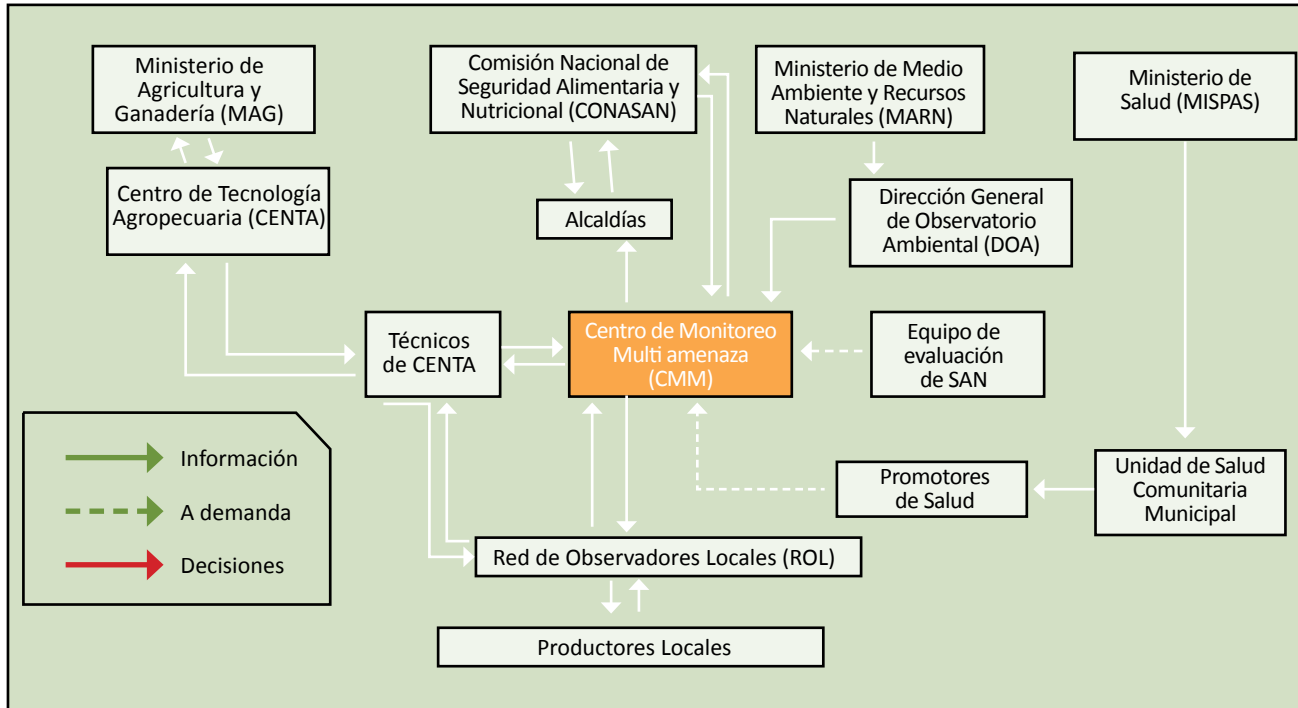 Ministerio de
Agricultura y
Ganadería (MAG)
Comisión Nacional de
Seguridad Alimentaria y
Nutricional (CONASAN)
Ministerio de Medio
Ambiente y Recursos
Naturales (MARN)
Ministerio de
Salud (MISPAS)
Centro de Tecnología
Agropecuaria (CENTA)
Alcaldías
Dirección General
de Observatorio
Ambiental (DOA)
Técnicos
de CENTA
Centro de Monitoreo
Multi amenaza
(CMM)
Equipo de
evaluación
de SAN
Información
A demanda
Decisiones
Promotores
de Salud
Unidad de Salud
Comunitaria
Municipal
Red de Observadores Locales (ROL)
Productores Locales